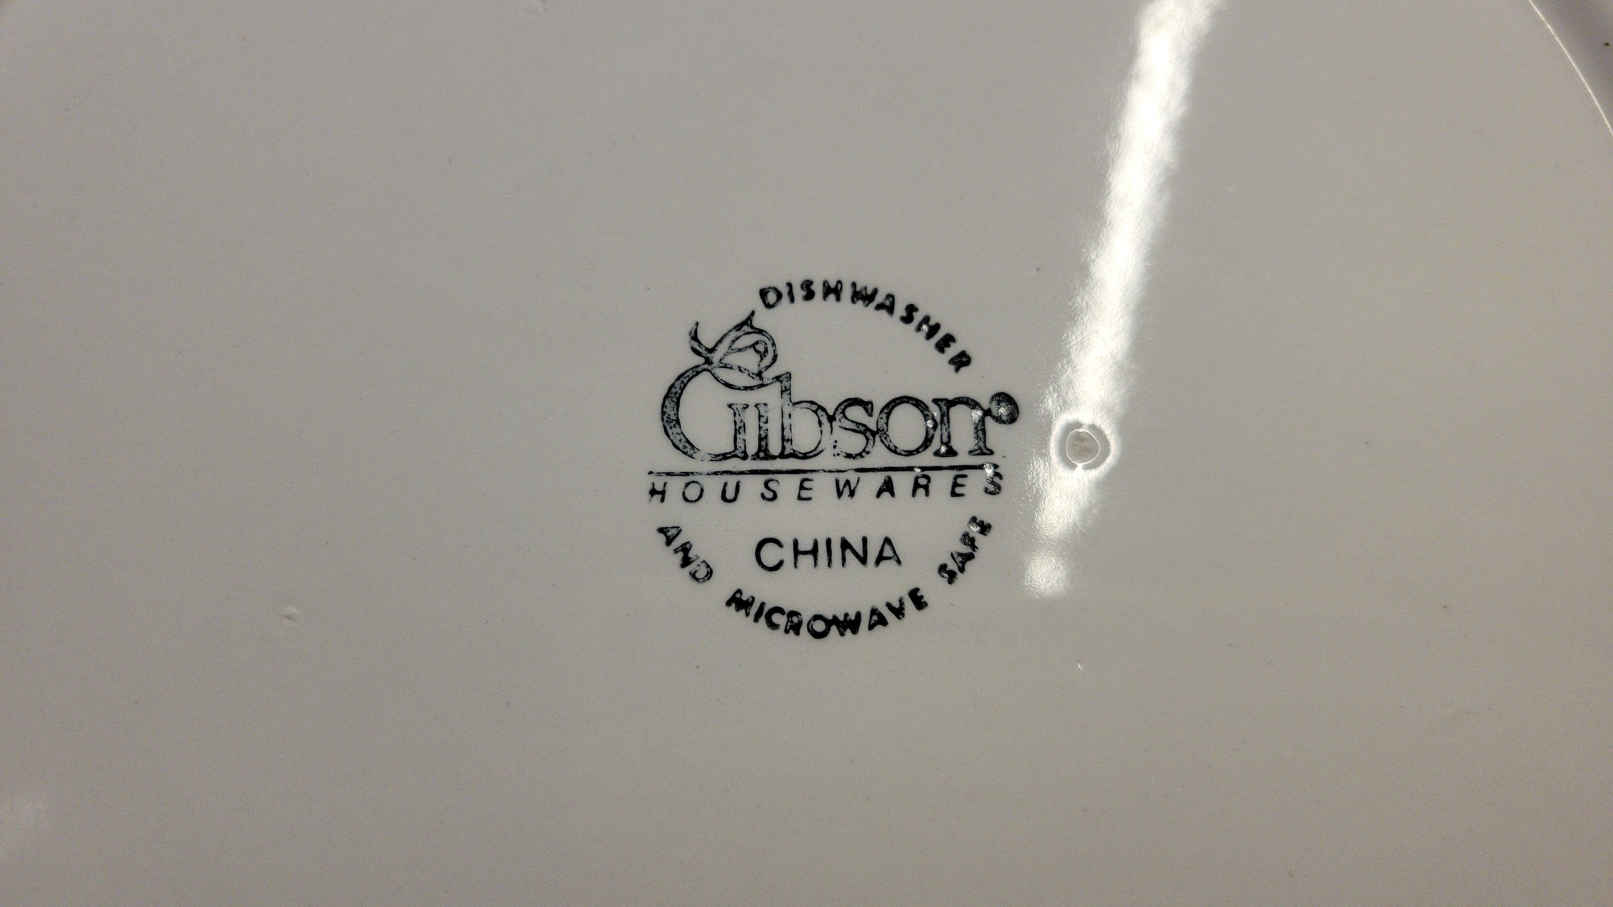 DISHWASHER
Gibson
HOUSEWARES
CHINA
AND MICROWAVE SAFE